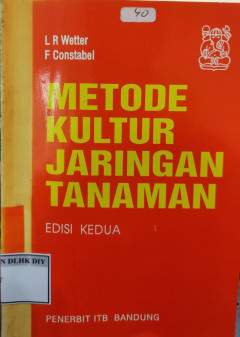 40
L R Wetter
F Constabel
METODE
KULTUR
JARINGAN
TANAMAN
EDISI KEDUA
N DLHK DIY
PENERBIT ITB BANDUNG